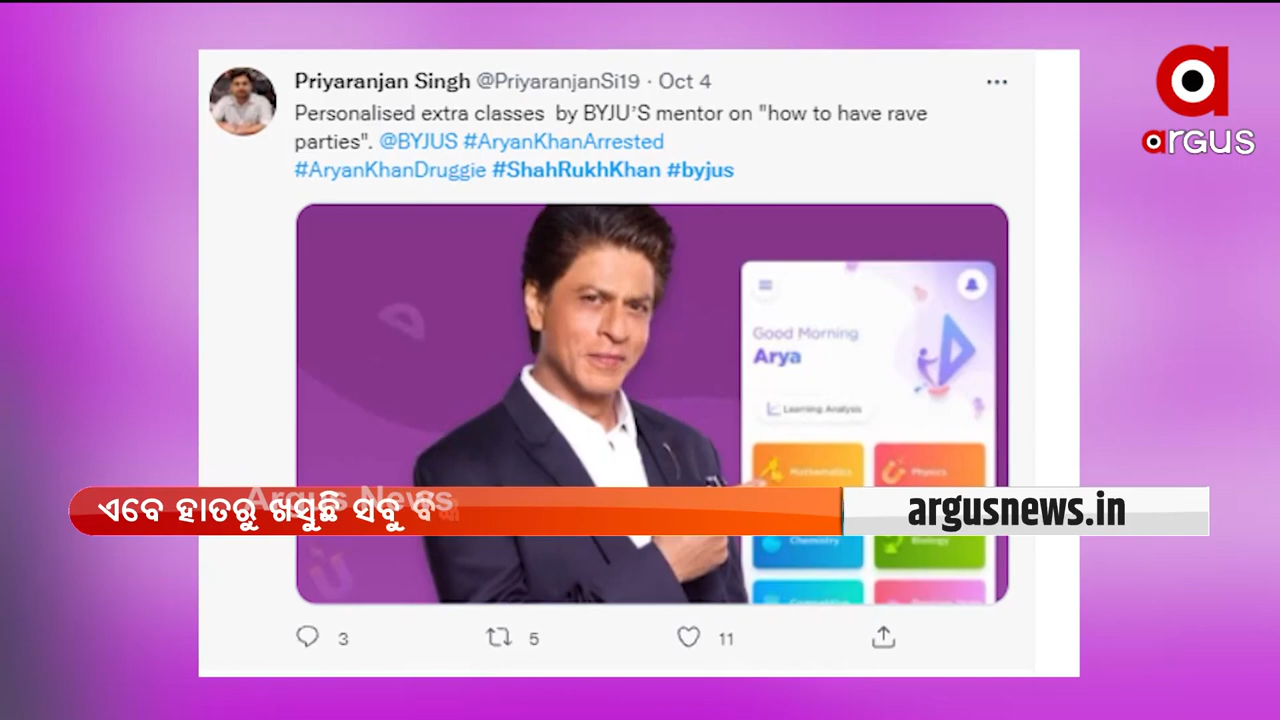 Priyaranjan Singh @PriyaranjanSi19 · Oct 4
Personalised extra classes by BYJU'S mentor on "how to have rave
parties". @BYJUS #AryanKhanArrested
#AryanKhanDruggie #ShahRukhKhan #byjus
argus
Good Morning
Arya
Learning Analysis
Mathematics
Physics
Chemistry
Biology
Argus News
ଏବେ ହାତରୁ ଖସୁଛି ସବୁ
argusnews.in
3
5
11